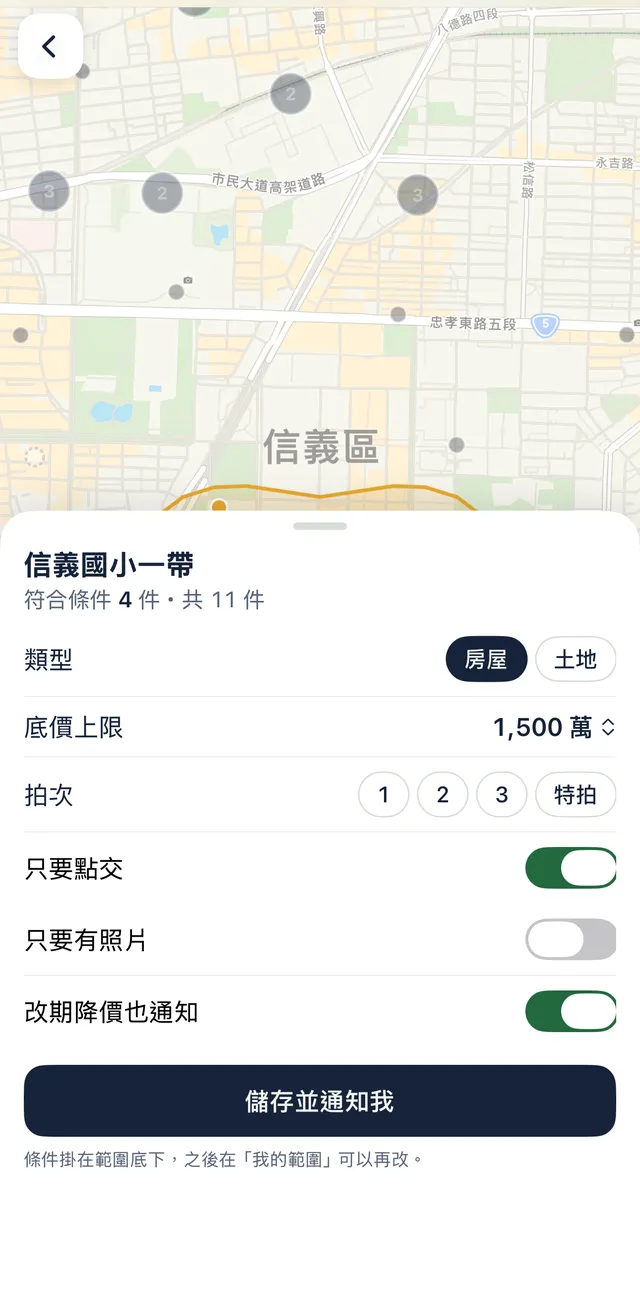 八德路四段
興路
2
永吉路
松信路
市民大道高架道路
3
2
3
忠孝東路五段
5
信義區
信義國小一帶
符合條件 4 件・共 11 件
類型
房屋
土地
底價上限
1,500 萬
拍次
1
2
3
特拍
只要點交
只要有照片
改期降價也通知
儲存並通知我
條件掛在範圍底下，之後在「我的範圍」可以再改。